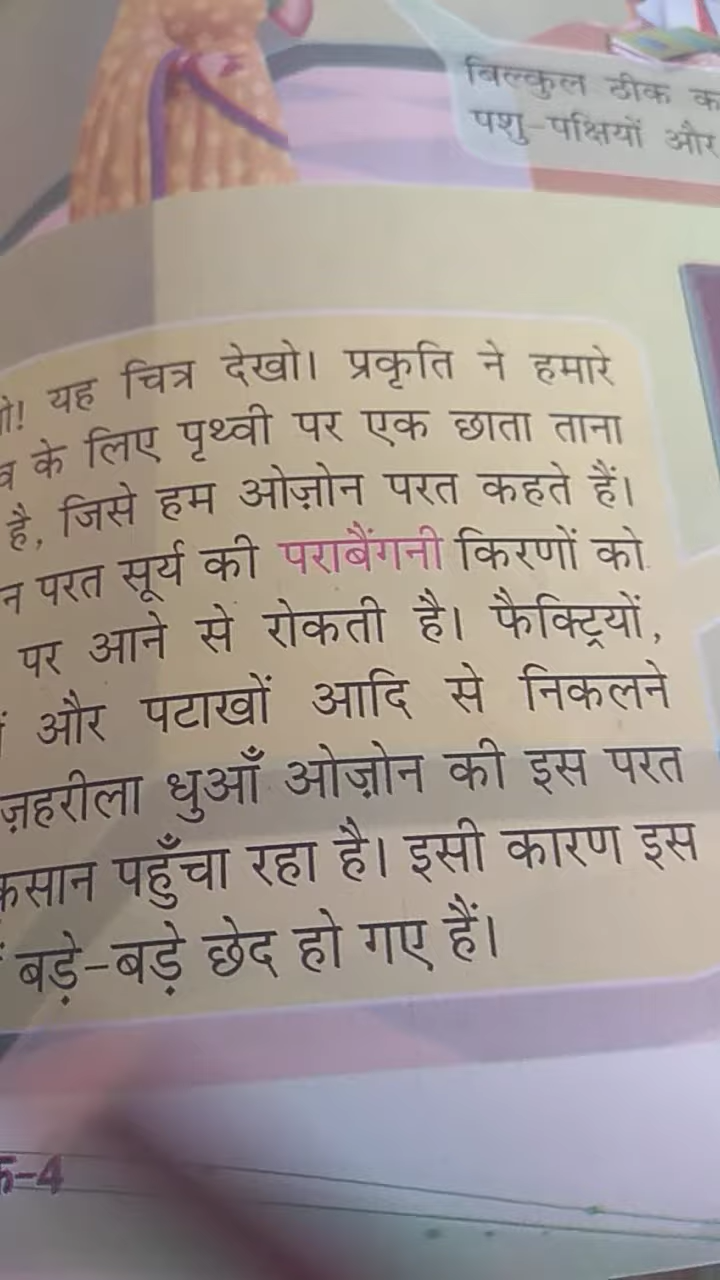 बिल्कुल ठीक
पशु-पक्षियों और
यह चित्र देखो। प्रकृति ने हमारे
के लिए पृथ्वी पर एक छाता ताना
है, जिसे हम ओज़ोन परत कहते हैं।
परत सूर्य की पराबैंगनी किरणों को
पर आने से रोकती है। फैक्ट्रियों,
और पटाखों आदि से निकलने
ज़हरीला धुआँ ओज़ोन की इस परत
पहुँचा रहा है। इसी कारण इस
बड़े-बड़े छेद हो गए हैं।
-4